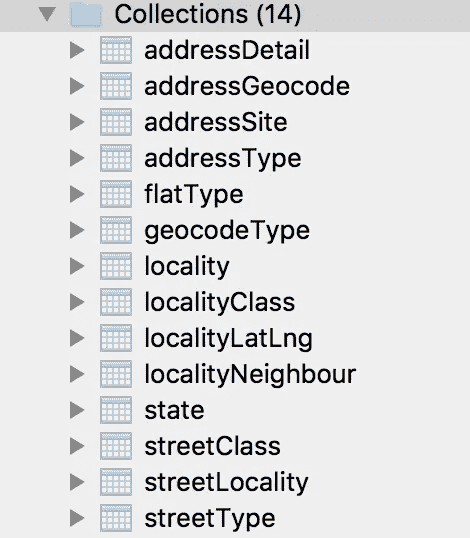 Collections (14)
addressDetail
addressGeocode
addressSite
addressType
flatType
geocodeType
locality
localityClass
localityLatLng
localityNeighbour
state
streetClass
streetLocality
streetType